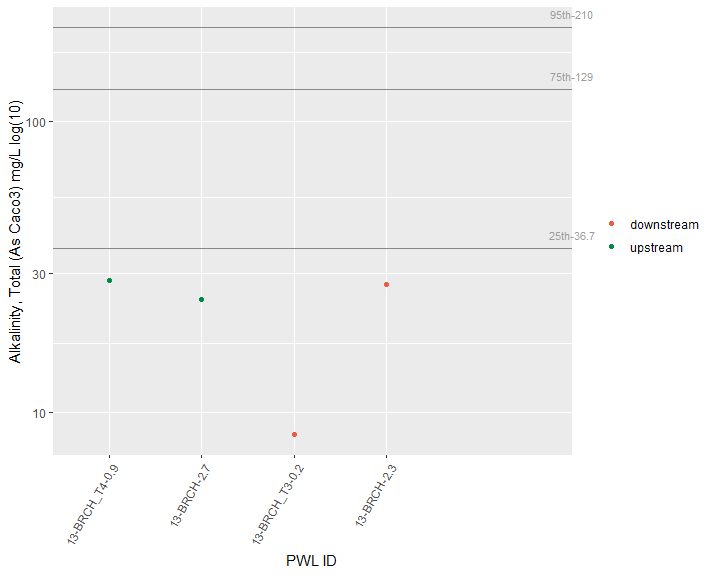 95th-210
75th-129
25th-36.7
100
30
10
Alkalinity, Total (As Caco3) mg/L log(10)
13-BRCH_T4-0.9
13-BRCH-2.7
13-BRCH_T3-0.2
13-BRCH-2.3
PWL ID
downstream
upstream